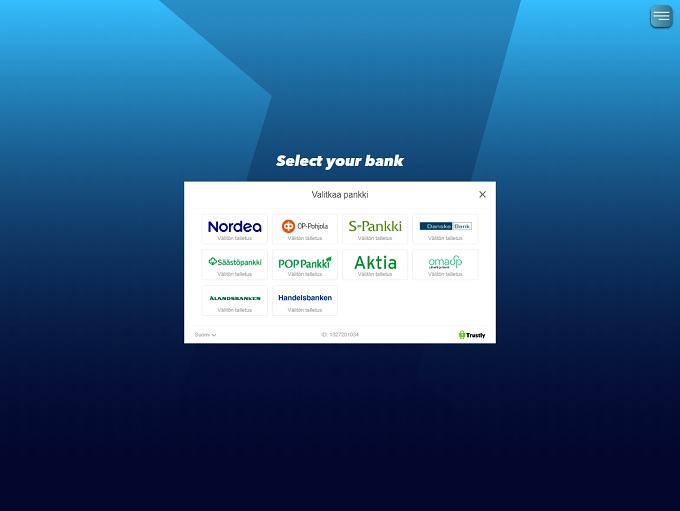 Select your bank
Valitkaa pankki
Nordea OP-Pohjola S-Pankki Danske Bank
Välitön talletus Välitön talletus Välitön talletus Välitön talletus
Säästöpankki POP Pankki Aktia omasp
Välitön talletus Välitön talletus Välitön talletus Välitön talletus
ÅLANDSBANKEN Handelsbanken
Välitön talletus Välitön talletus
Suomi ID: 1327201034 Trustly